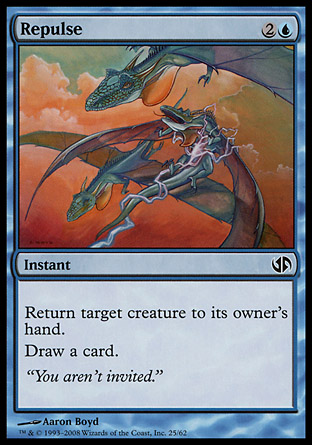 Repulse 2
Instant
Return target creature to its owner's
hand.
Draw a card.
"You aren't invited."
Aaron Boyd
™ & © 1993–2008 Wizards of the Coast, Inc. 25/62